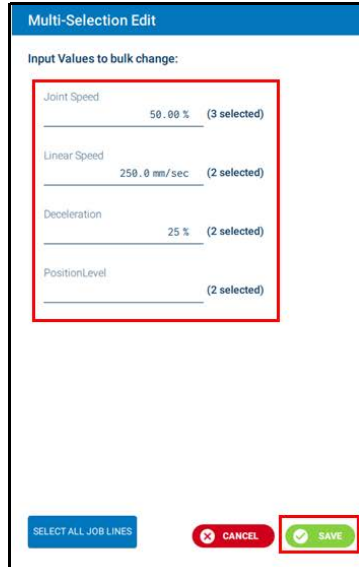 Multi-Selection Edit
Input Values to bulk change:
Joint Speed
50.00 % (3 selected)
Linear Speed
250.0 mm/sec (2 selected)
Deceleration
25 % (2 selected)
PositionLevel
(2 selected)
SELECT ALL JOB LINES CANCEL SAVE